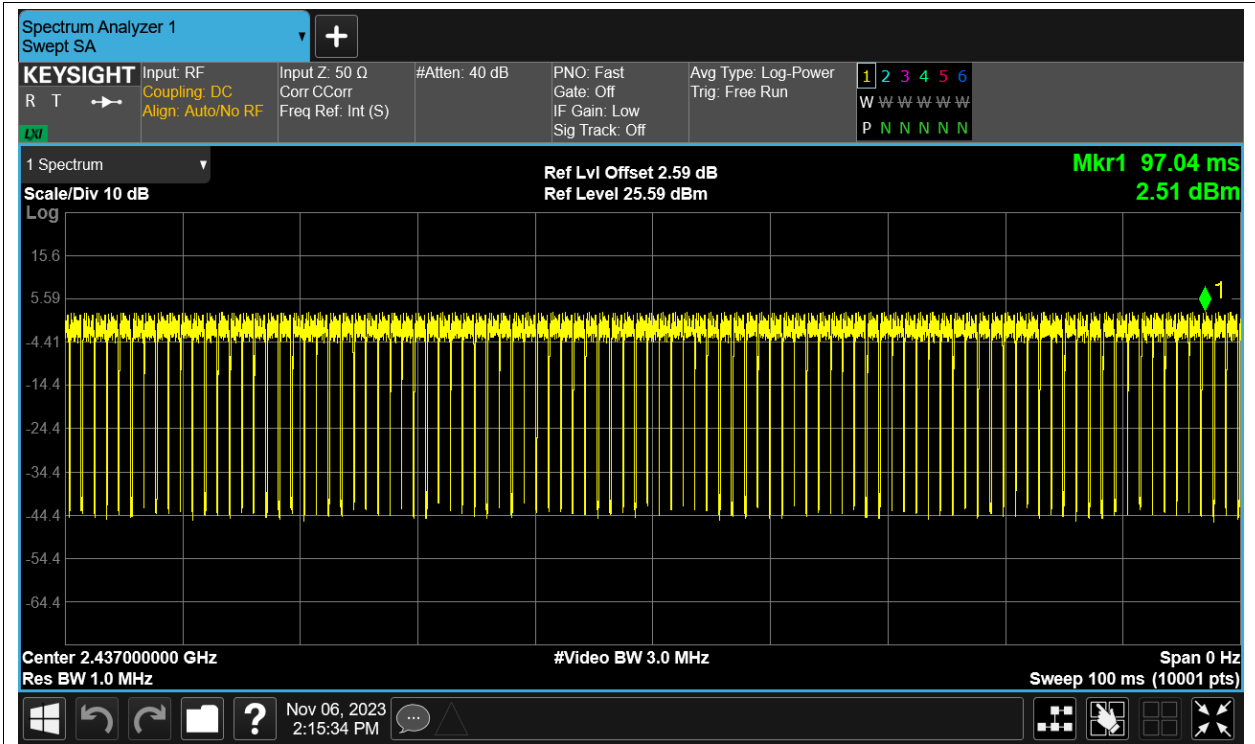 Spectrum Analyzer 1
Swept SA
+
KEYSIGHT
R T
LXI
Input: RF
Coupling: DC
Align: Auto/No RF
Input Z: 50 Ω
Corr CCorr
Freq Ref: Int (S)
#Atten: 40 dB
PNO: Fast
Gate: Off
IF Gain: Low
Sig Track: Off
Avg Type: Log-Power
Trig: Free Run
1 2 3 4 5 6
W W W W W W
P N N N N N
1 Spectrum
Scale/Div 10 dB
Ref Lvl Offset 2.59 dB
Ref Level 25.59 dBm
Mkr1 97.04 ms
2.51 dBm
Log
15.6
5.59
1
-4.41
-14.4
-24.4
-34.4
-44.4
-54.4
-64.4
Center 2.437000000 GHz
#Video BW 3.0 MHz
Span 0 Hz
Res BW 1.0 MHz
Sweep 100 ms (10001 pts)
?
Nov 06, 2023
2:15:34 PM